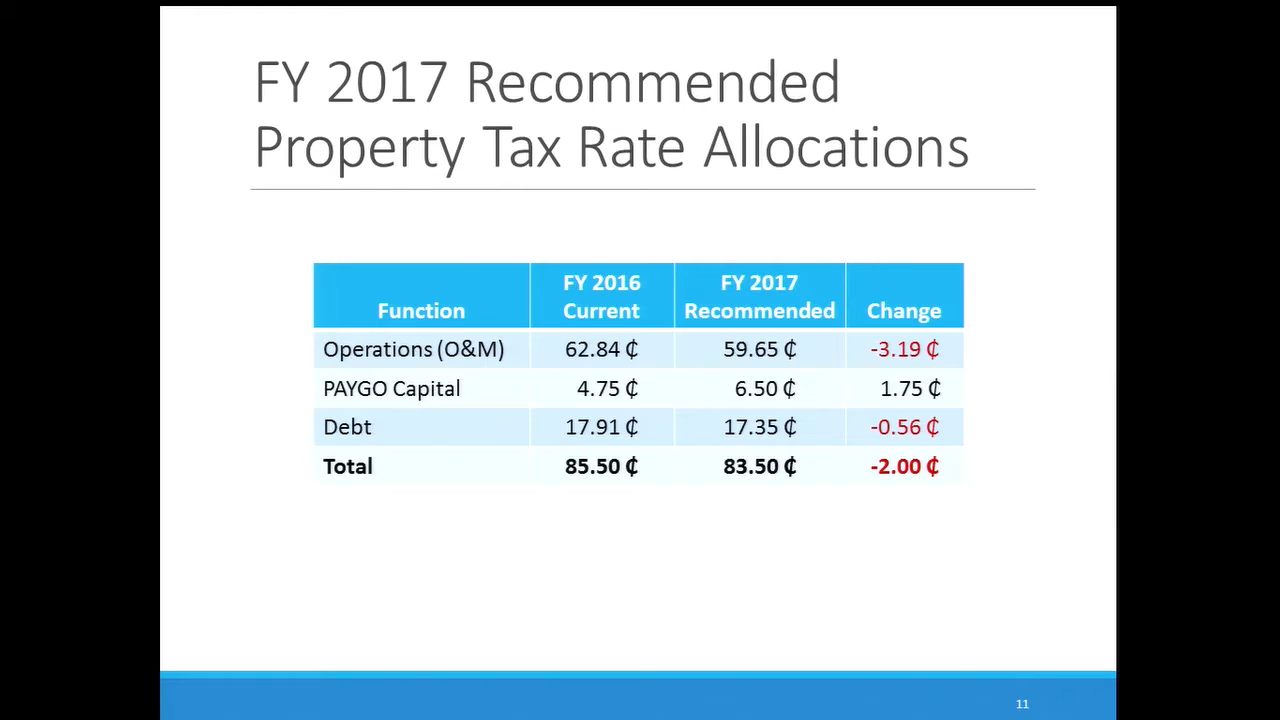 FY 2017 Recommended
Property Tax Rate Allocations
Function FY 2016 Current FY 2017 Recommended Change
Operations (O&M) 62.84 ₵ 59.65 ₵ -3.19 ₵
PAYGO Capital 4.75 ₵ 6.50 ₵ 1.75 ₵
Debt 17.91 ₵ 17.35 ₵ -0.56 ₵
Total 85.50 ₵ 83.50 ₵ -2.00 ₵
11